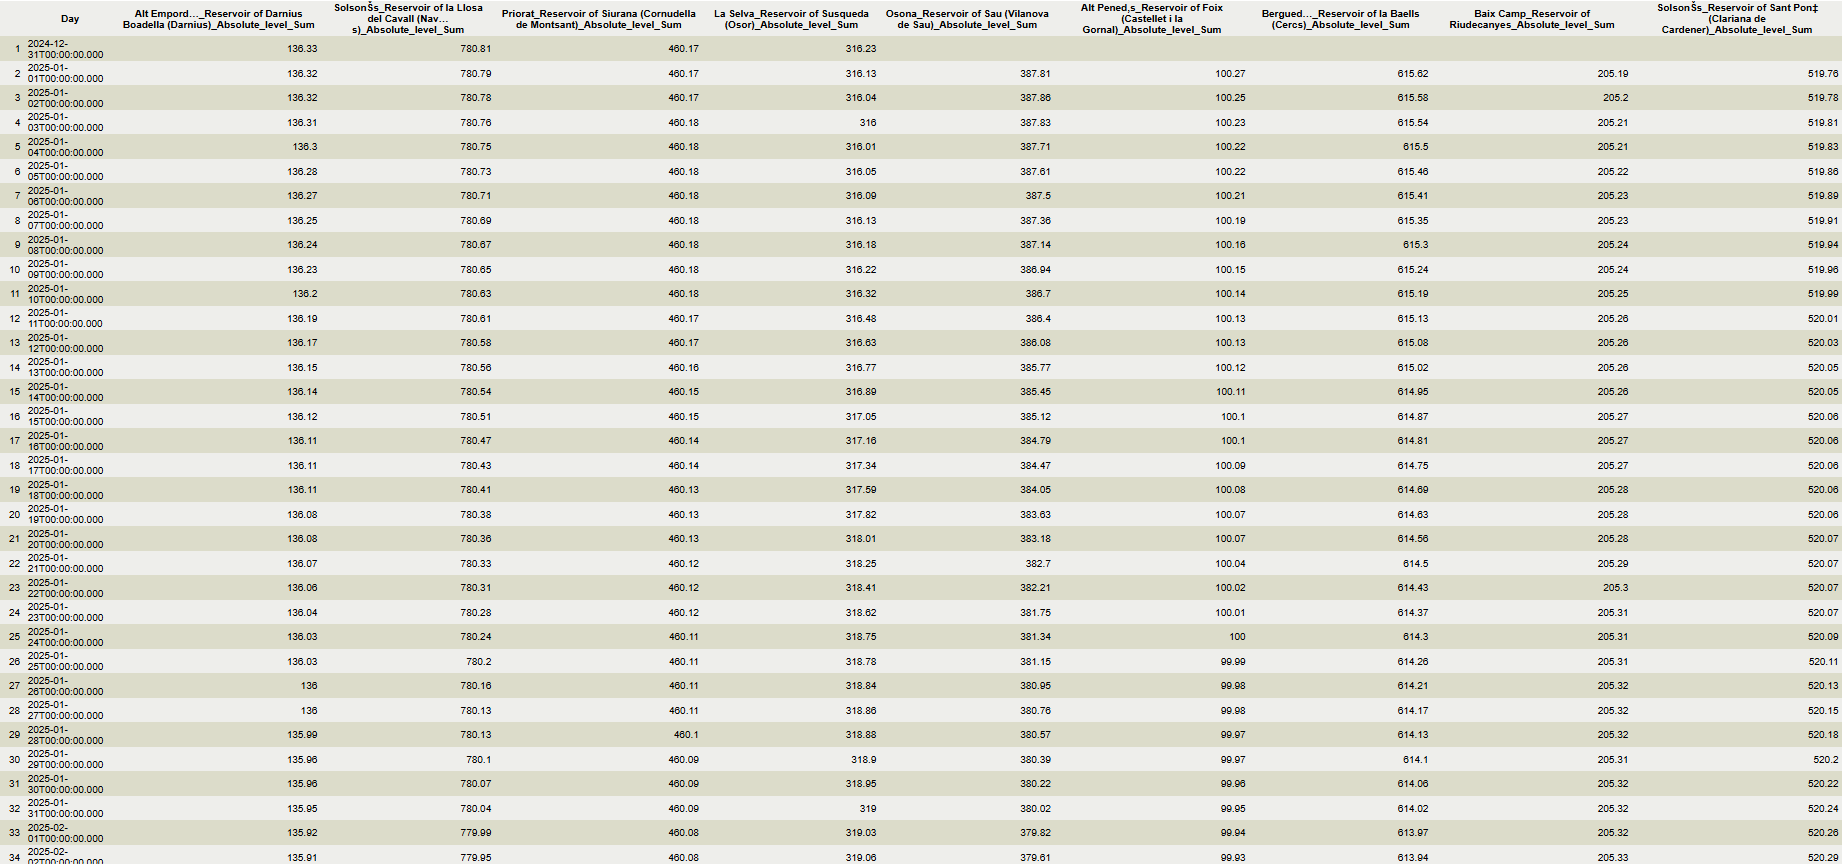 Day	Alt Empord…_Reservoir of Darnius Boadella (Darnius)_Absolute_level_Sum	SolsonŠs_Reservoir of la Llosa del Cavall (Nav…s)_Absolute_level_Sum	Priorat_Reservoir of Siurana (Cornudella de Montsant)_Absolute_level_Sum	La Selva_Reservoir of Susqueda (Osor)_Absolute_level_Sum	Osona_Reservoir of Sau (Vilanova de Sau)_Absolute_level_Sum	Alt Pened‚s_Reservoir of Foix (Castellet i la Gornal)_Absolute_level_Sum	Bergued…_Reservoir of la Baells (Cercs)_Absolute_level_Sum	Baix Camp_Reservoir of Riudecanyes_Absolute_level_Sum	SolsonŠs_Reservoir of Sant Pon‡ (Clariana de Cardener)_Absolute_level_Sum
1 2024-12-31T00:00:00.000 136.33 780.81 460.17 316.23
2 2025-01-01T00:00:00.000 136.32 780.79 460.17 316.13 387.81 100.27 615.62 205.19 519.76
3 2025-01-02T00:00:00.000 136.32 780.78 460.17 316.04 387.86 100.25 615.58 205.2 519.78
4 2025-01-03T00:00:00.000 136.31 780.76 460.18 316 387.83 100.23 615.54 205.21 519.81
5 2025-01-04T00:00:00.000 136.3 780.75 460.18 316.01 387.71 100.22 615.5 205.21 519.83
6 2025-01-05T00:00:00.000 136.28 780.73 460.18 316.05 387.61 100.22 615.46 205.22 519.86
7 2025-01-06T00:00:00.000 136.27 780.71 460.18 316.09 387.5 100.21 615.41 205.23 519.89
8 2025-01-07T00:00:00.000 136.25 780.69 460.18 316.13 387.36 100.19 615.35 205.23 519.91
9 2025-01-08T00:00:00.000 136.24 780.67 460.18 316.18 387.14 100.16 615.3 205.24 519.94
10 2025-01-09T00:00:00.000 136.23 780.65 460.18 316.22 386.94 100.15 615.24 205.24 519.96
11 2025-01-10T00:00:00.000 136.2 780.63 460.18 316.32 386.7 100.14 615.19 205.25 519.99
12 2025-01-11T00:00:00.000 136.19 780.61 460.17 316.48 386.4 100.13 615.13 205.26 520.01
13 2025-01-12T00:00:00.000 136.17 780.58 460.17 316.63 386.08 100.13 615.08 205.26 520.03
14 2025-01-13T00:00:00.000 136.15 780.56 460.16 316.77 385.77 100.12 615.02 205.26 520.05
15 2025-01-14T00:00:00.000 136.14 780.54 460.15 316.89 385.45 100.11 614.95 205.26 520.05
16 2025-01-15T00:00:00.000 136.12 780.51 460.15 317.05 385.12 100.1 614.87 205.27 520.06
17 2025-01-16T00:00:00.000 136.11 780.47 460.14 317.16 384.79 100.1 614.81 205.27 520.06
18 2025-01-17T00:00:00.000 136.11 780.43 460.14 317.34 384.47 100.09 614.75 205.27 520.06
19 2025-01-18T00:00:00.000 136.11 780.41 460.13 317.59 384.05 100.08 614.69 205.28 520.06
20 2025-01-19T00:00:00.000 136.08 780.38 460.13 317.82 383.63 100.07 614.63 205.28 520.06
21 2025-01-20T00:00:00.000 136.08 780.36 460.13 318.01 383.18 100.07 614.56 205.28 520.07
22 2025-01-21T00:00:00.000 136.07 780.33 460.12 318.25 382.7 100.04 614.5 205.29 520.07
23 2025-01-22T00:00:00.000 136.06 780.31 460.12 318.41 382.21 100.02 614.43 205.3 520.07
24 2025-01-23T00:00:00.000 136.04 780.28 460.12 318.62 381.75 100.01 614.37 205.31 520.07
25 2025-01-24T00:00:00.000 136.03 780.24 460.11 318.75 381.34 100 614.3 205.31 520.09
26 2025-01-25T00:00:00.000 136.03 780.2 460.11 318.78 381.15 99.99 614.26 205.31 520.11
27 2025-01-26T00:00:00.000 136 780.16 460.11 318.84 380.95 99.98 614.21 205.32 520.13
28 2025-01-27T00:00:00.000 136 780.13 460.11 318.86 380.76 99.98 614.17 205.32 520.15
29 2025-01-28T00:00:00.000 135.99 780.13 460.1 318.88 380.57 99.97 614.13 205.32 520.18
30 2025-01-29T00:00:00.000 135.96 780.1 460.09 318.9 380.39 99.97 614.1 205.31 520.2
31 2025-01-30T00:00:00.000 135.96 780.07 460.09 318.95 380.22 99.96 614.06 205.32 520.22
32 2025-01-31T00:00:00.000 135.95 780.04 460.09 319 380.02 99.95 614.02 205.32 520.24
33 2025-02-01T00:00:00.000 135.92 779.99 460.08 319.03 379.82 99.94 613.97 205.32 520.26
34 2025-02-02T00:00:00.000 135.91 779.95 460.08 319.06 379.61 99.93 613.94 205.33 520.29